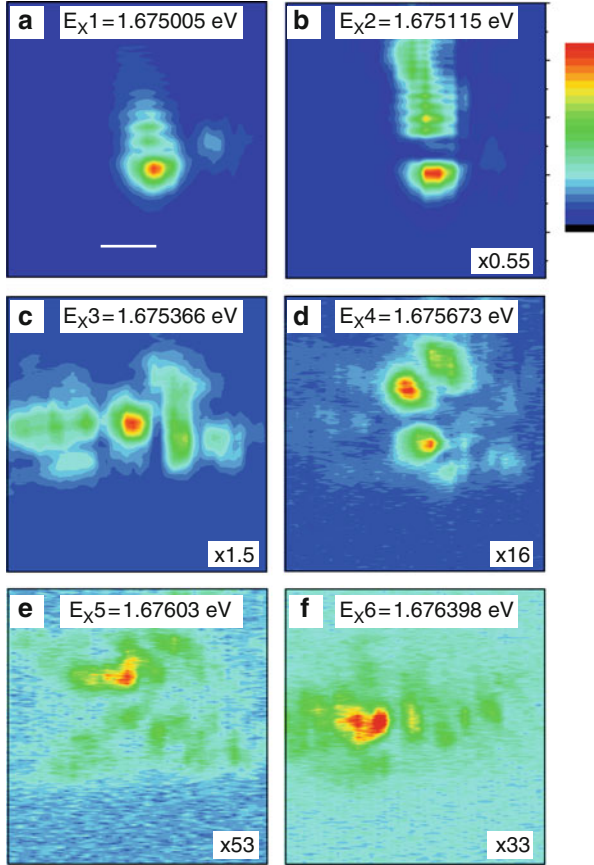 a
E_X1=1.675005 eV
b
E_X2=1.675115 eV
x0.55
c
E_X3=1.675366 eV
d
E_X4=1.675673 eV
x1.5
x16
e
E_X5=1.67603 eV
f
E_X6=1.676398 eV
x53
x33